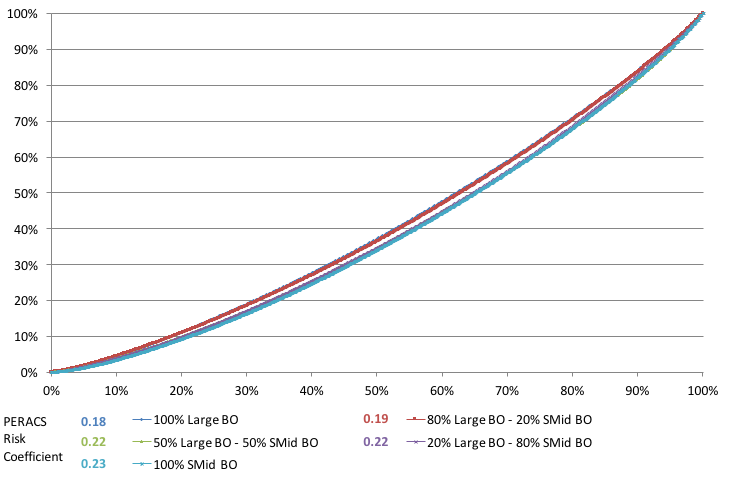 100%
90%
80%
70%
60%
50%
40%
30%
20%
10%
0%
0% 10% 20% 30% 40% 50% 60% 70% 80% 90% 100%
PERACS 0.18 100% Large BO 0.19 80% Large BO - 20% SMid BO
Risk 0.22 50% Large BO - 50% SMid BO 0.22 20% Large BO - 80% SMid BO
Coefficient 0.23 100% SMid BO